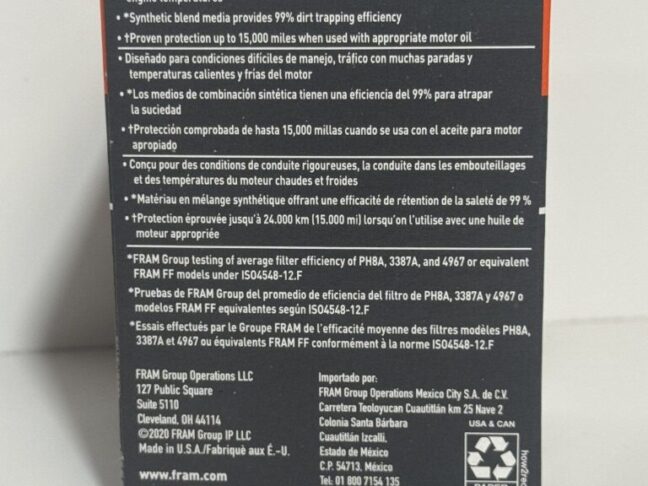 engine temperatures
• *Synthetic blend media provides 99% dirt trapping efficiency
• †Proven protection up to 15,000 miles when used with appropriate motor oil
• Diseñado para condiciones difíciles de manejo, tráfico con muchas paradas y
temperaturas calientes y frías del motor
• *Los medios de combinación sintética tienen una eficiencia del 99% para atrapar
la suciedad
• †Protección comprobada de hasta 15,000 millas cuando se usa con el aceite para motor
apropiado
• Conçu pour des conditions de conduite rigoureuses, la conduite dans les embouteillages
et des températures du moteur chaudes et froides
• *Matériau en mélange synthétique offrant une efficacité de rétention de la saleté de 99 %
• †Protection éprouvée jusqu'à 24.000 km (15.000 mi) lorsqu'on l'utilise avec une huile de
moteur appropriée
*FRAM Group testing of average filter efficiency of PH8A, 3387A, and 4967 or equivalent
FRAM FF models under ISO4548-12.F
*Pruebas de FRAM Group del promedio de eficiencia del filtro de PH8A, 3387A y 4967 o
modelos FRAM FF equivalentes según ISO4548-12.F
*Essais effectués par le Groupe FRAM de l'efficacité moyenne des filtres modèles PH8A,
3387A et 4967 ou équivalents FRAM FF conformément à la norme ISO4548-12.F
FRAM Group Operations LLC
127 Public Square
Suite 5110
Cleveland, OH 44114
©2020 FRAM Group IP LLC
Made in U.S.A./Fabriqué aux É.-U.
www.fram.com
Importado por:
FRAM Group Operations Mexico City S.A. de C.V.
Carretera Teoloyucan Cuautitlán km 25 Nave 2
Colonia Santa Bárbara
Cuautitlán Izcalli,
Estado de México
C.P. 54713, México
Tel: 01 800 7154 135
USA & CAN
PAPER